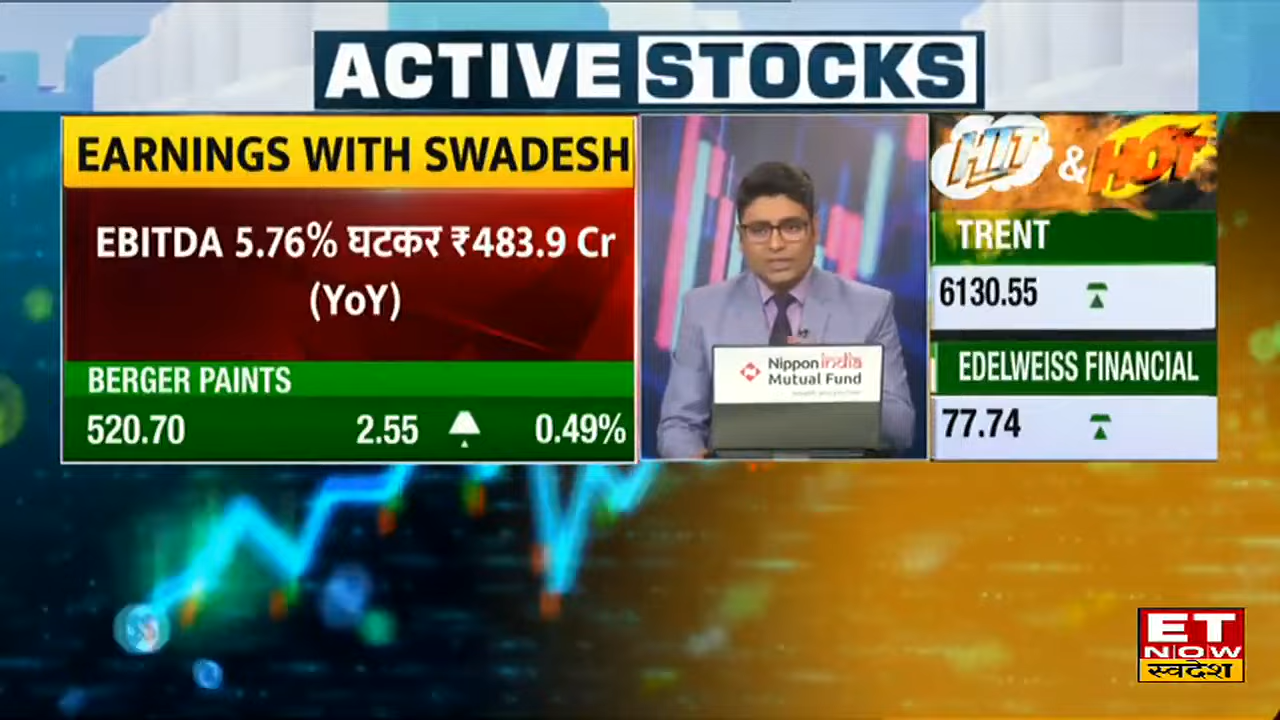 ACTIVE STOCKS
EARNINGS WITH SWADESH
EBITDA 5.76% घटकर ₹483.9 Cr
(YoY)
BERGER PAINTS
520.70 2.55 0.49%
Nippon india
Mutual Fund
HIT & HOT
TRENT
6130.55
EDELWEISS FINANCIAL
77.74
ET
NOW
स्वदेश